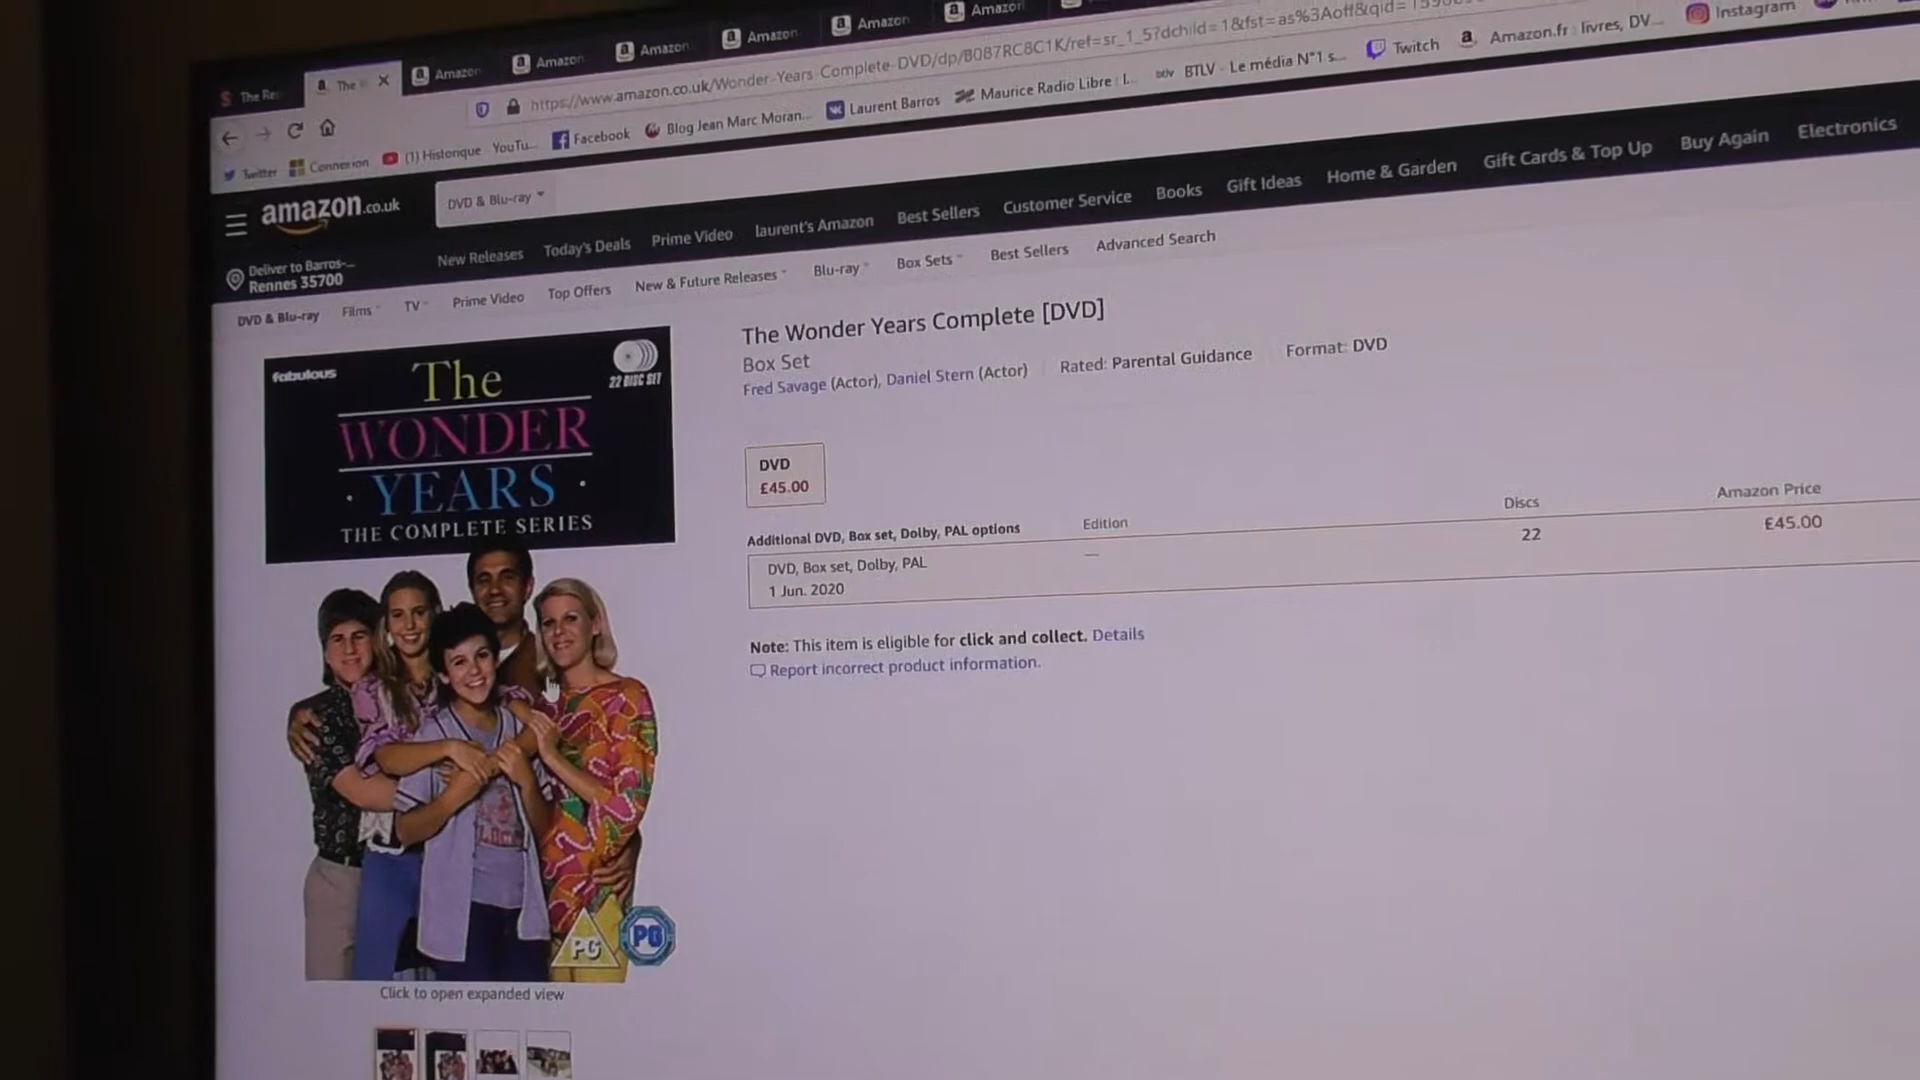 The
Amazon
Amazon
Amazon
Amazon
Amazon
Amazon
https://www.amazon.co.uk/Wonder-Years-Complete-DVD/dp/B087RC8C1K/ref=sr_1_5?dchild=1&fst=as%3Aoff&qid=
Twitter
Connexion
(1) Historique
YouTu...
Facebook
Blog Jean Marc Moran...
Laurent Barros
Maurice Radio Libre : l...
BTLV - Le média N°1 s...
Twitch
Amazon.fr : livres, DV...
Instagram
amazon.co.uk
DVD & Blu-ray
Deliver to Barros-...
Rennes 35700
New Releases
Today's Deals
Prime Video
laurent's Amazon
Best Sellers
Customer Service
Books
Gift Ideas
Home & Garden
Gift Cards & Top Up
Buy Again
Electronics
DVD & Blu-ray
Films
TV
Prime Video
Top Offers
New & Future Releases
Blu-ray
Box Sets
Best Sellers
Advanced Search
fabulous
22 DISC SET
The
WONDER
· YEARS ·
THE COMPLETE SERIES
PG
PG
Click to open expanded view
The Wonder Years Complete [DVD]
Box Set
Fred Savage (Actor), Daniel Stern (Actor)
Rated: Parental Guidance
Format: DVD
DVD
£45.00
Additional DVD, Box set, Dolby, PAL options
Edition
Discs
Amazon Price
DVD, Box set, Dolby, PAL
1 Jun. 2020
—
22
£45.00
Note: This item is eligible for click and collect. Details
Report incorrect product information.